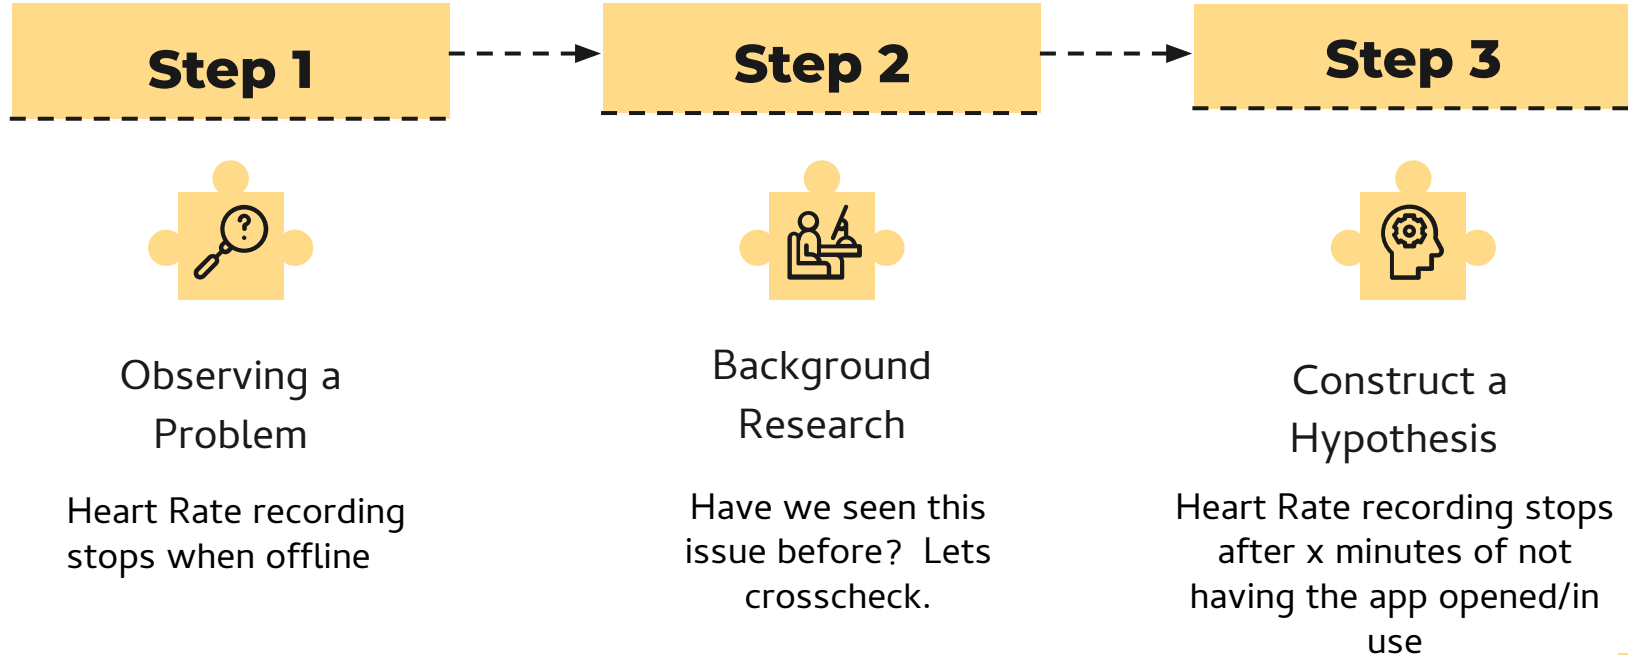 Step 1
Step 2
Step 3
?
Observing a
Problem
Heart Rate recording
stops when offline
Background
Research
Have we seen this
issue before?  Lets
crosscheck.
Construct a
Hypothesis
Heart Rate recording stops
after x minutes of not
having the app opened/in
use